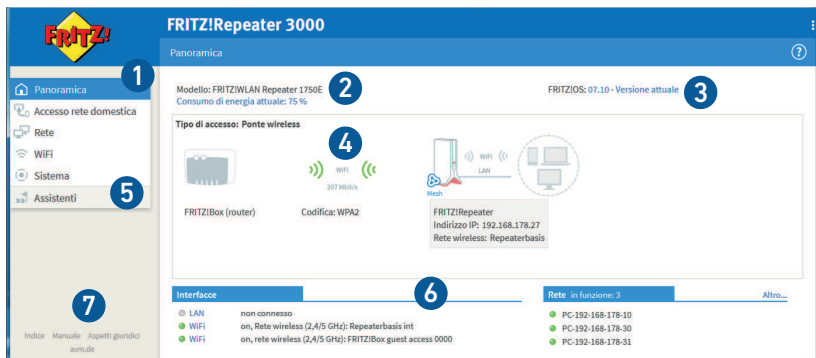 FRITZ!
FRITZ!Repeater 3000
Panoramica
?
1
Panoramica
Accesso rete domestica
Rete
WiFi
Sistema
Assistenti
5
7
Indice Manuale Aspetti giuridici
avm.de
Modello: FRITZ!WLAN Repeater 1750E
Consumo di energia attuale: 75 %
2
FRITZ!OS: 07.10 - Versione attuale
3
Tipo di accesso: Ponte wireless
4
WiFi
207 Mbit/s
WiFi
LAN
Mesh
FRITZ!Box (router)
Codifica: WPA2
FRITZ!Repeater
Indirizzo IP: 192.168.178.27
Rete wireless: Repeaterbasis
6
Interfacce
LAN non connesso
WiFi on, Rete wireless (2,4/5 GHz): Repeaterbasis int
WiFi on, rete wireless (2,4/5 GHz): FRITZ!Box guest access 0000
Rete in funzione: 3 Altro...
PC-192-168-178-10
PC-192-168-178-30
PC-192-168-178-31